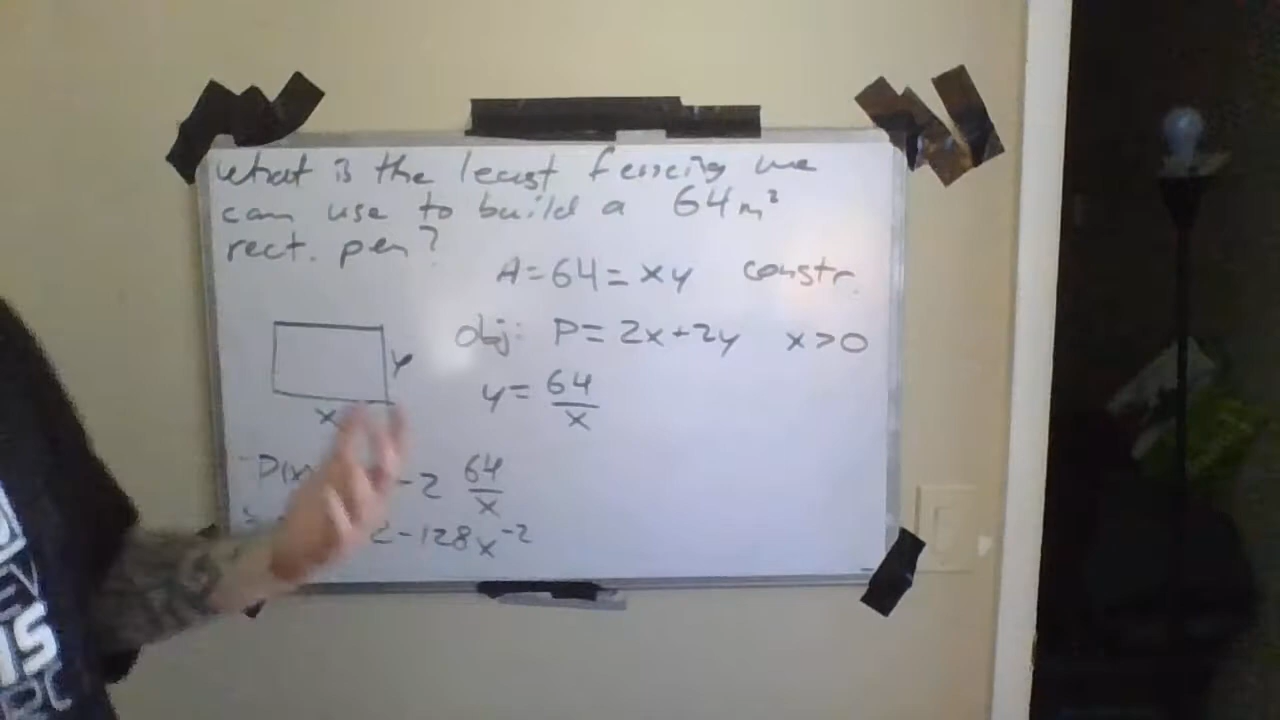 what is the least fencing we
can use to build a 64m²
rect. pen?
A=64=xy constr.
obj: P=2x+2y x>0
y
y=64/x
x
P(x) 2 64/x
2-128x⁻²
IS